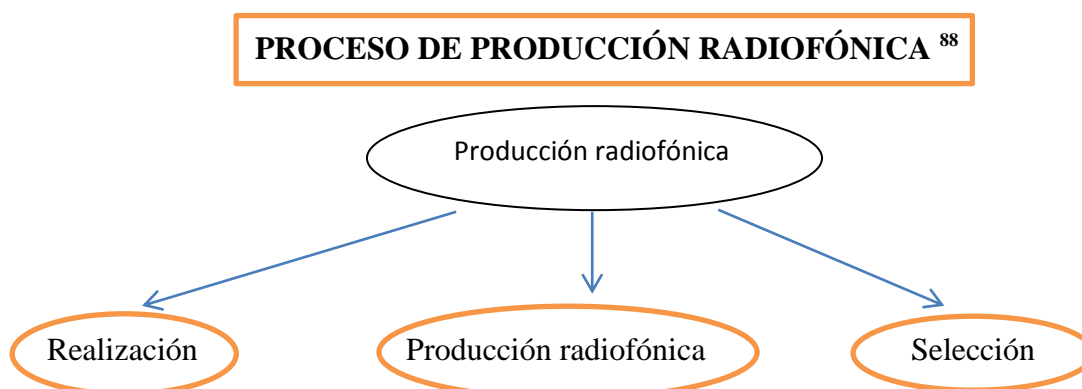 PROCESO DE PRODUCCIÓN RADIOFÓNICA 88
Producción radiofónica
Realización
Producción radiofónica
Selección